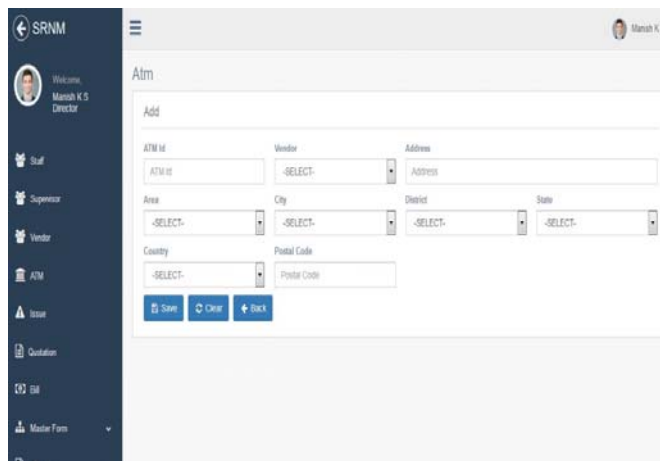 SRNM
Welcome,
Manish K S
Director
Staff
Supervisor
Vendor
ATM
Issue
Quotation
Bill
Master Form
Manish K
Atm
Add
ATM Id Vendor Address
ATM Id -SELECT- Address
Area City District State
-SELECT- -SELECT- -SELECT- -SELECT-
Country Postal Code
-SELECT- Postal Code
Save Clear Back